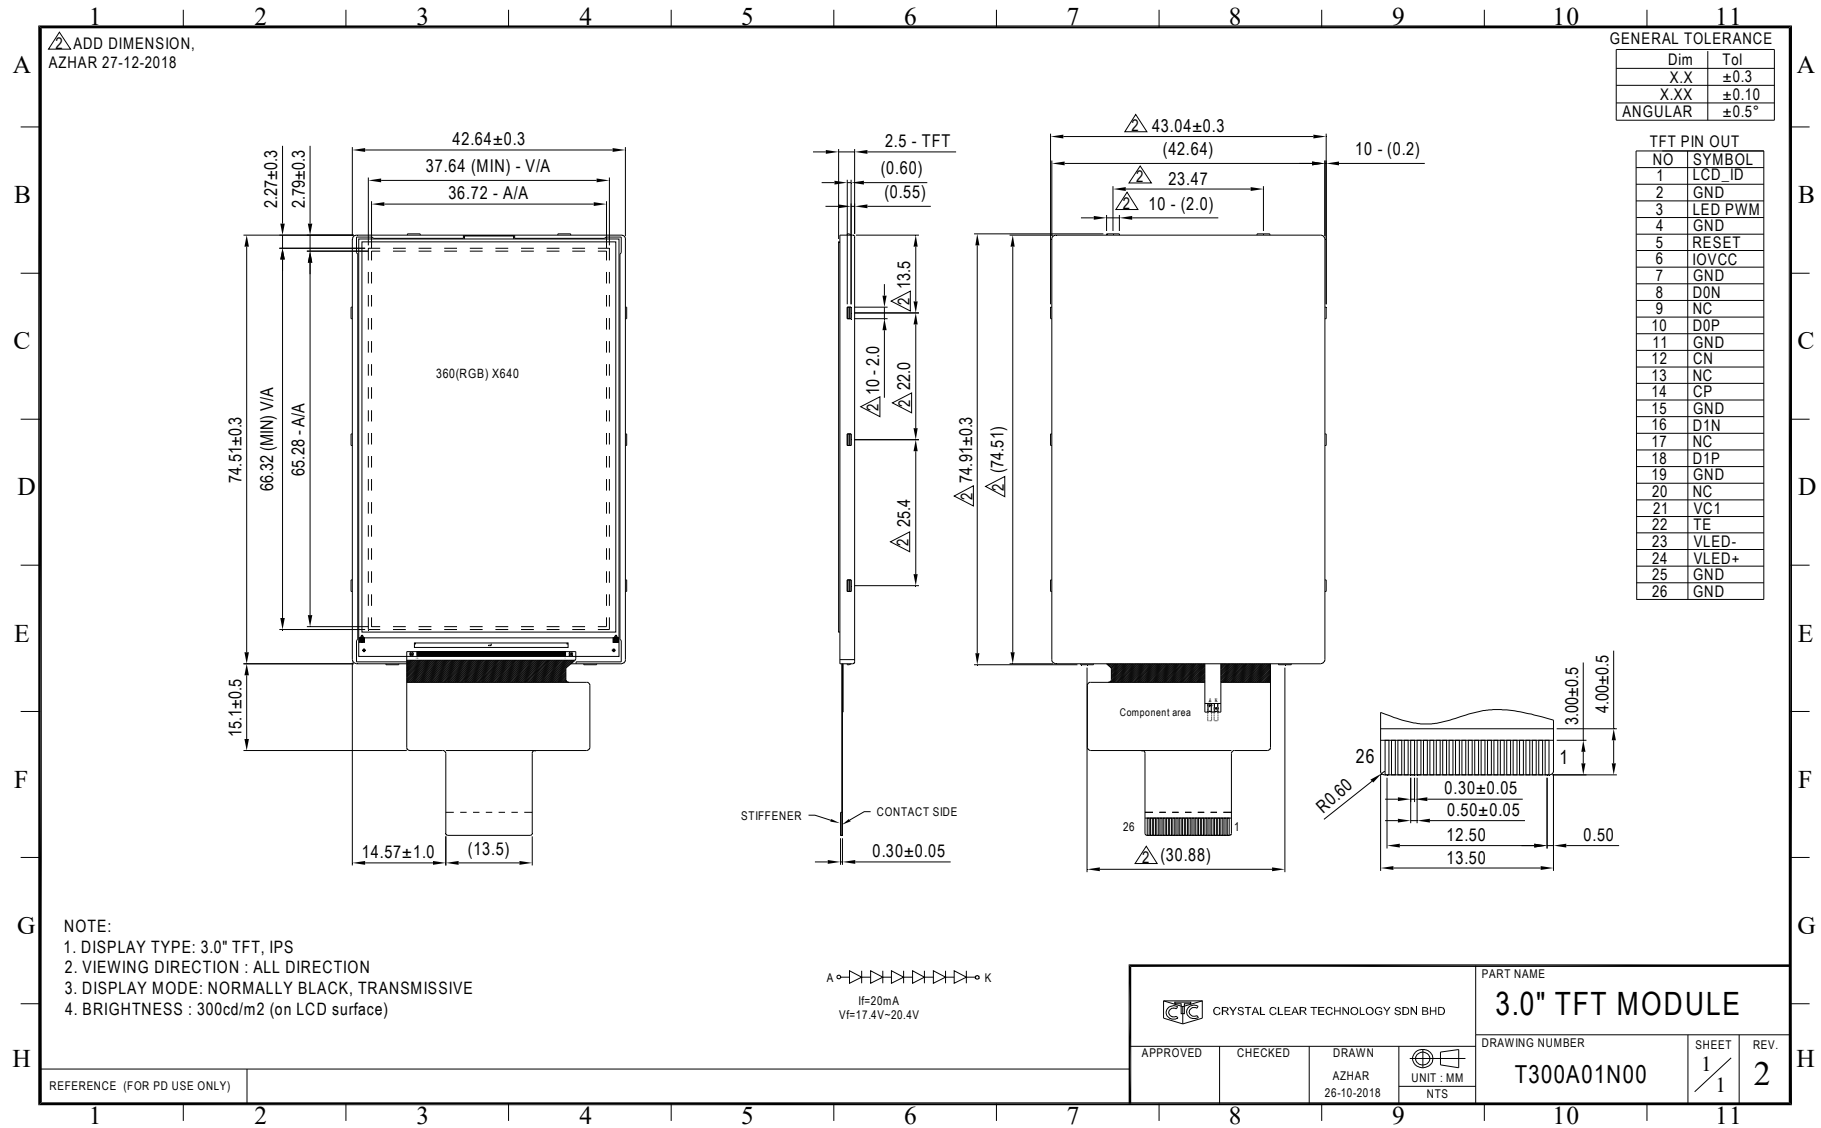 1 2 3 4 5 6 7 8 9 10 11
A
B
C
D
E
F
G
H
2 ADD DIMENSION,
AZHAR 27-12-2018
42.64±0.3
37.64 (MIN) - V/A
36.72 - A/A
2.27±0.3
2.79±0.3
74.51±0.3
66.32 (MIN) V/A
65.28 - A/A
360(RGB) X640
15.1±0.5
14.57±1.0
(13.5)
2.5 - TFT
(0.60)
(0.55)
2 13.5
2 10 - 2.0
2 22.0
2 25.4
STIFFENER
CONTACT SIDE
0.30±0.05
2 43.04±0.3
(42.64)
10 - (0.2)
2 23.47
2 10 - (2.0)
2 74.91±0.3
2 (74.51)
Component area
A K
26 1
2 (30.88)
GENERAL TOLERANCE
Dim Tol
X.X ±0.3
X.XX ±0.10
ANGULAR ±0.5°
TFT PIN OUT
NO SYMBOL
1 LCD_ID
2 GND
3 LED PWM
4 GND
5 RESET
6 IOVCC
7 GND
8 D0N
9 NC
10 D0P
11 GND
12 CN
13 NC
14 CP
15 GND
16 D1N
17 NC
18 D1P
19 GND
20 NC
21 VC1
22 TE
23 VLED-
24 VLED+
25 GND
26 GND
3.00±0.5
4.00±0.5
26 1
R0.60
0.30±0.05
0.50±0.05
12.50
0.50
13.50
NOTE:
1. DISPLAY TYPE: 3.0" TFT, IPS
2. VIEWING DIRECTION : ALL DIRECTION
3. DISPLAY MODE: NORMALLY BLACK, TRANSMISSIVE
4. BRIGHTNESS : 300cd/m2 (on LCD surface)
A K
If=20mA
Vf=17.4V~20.4V
CTC CRYSTAL CLEAR TECHNOLOGY SDN BHD
PART NAME
3.0" TFT MODULE
APPROVED
CHECKED
DRAWN
AZHAR
26-10-2018
UNIT : MM
NTS
DRAWING NUMBER
T300A01N00
SHEET
1/1
REV.
2
REFERENCE (FOR PD USE ONLY)
A
B
C
D
E
F
G
H
1 2 3 4 5 6 7 8 9 10 11